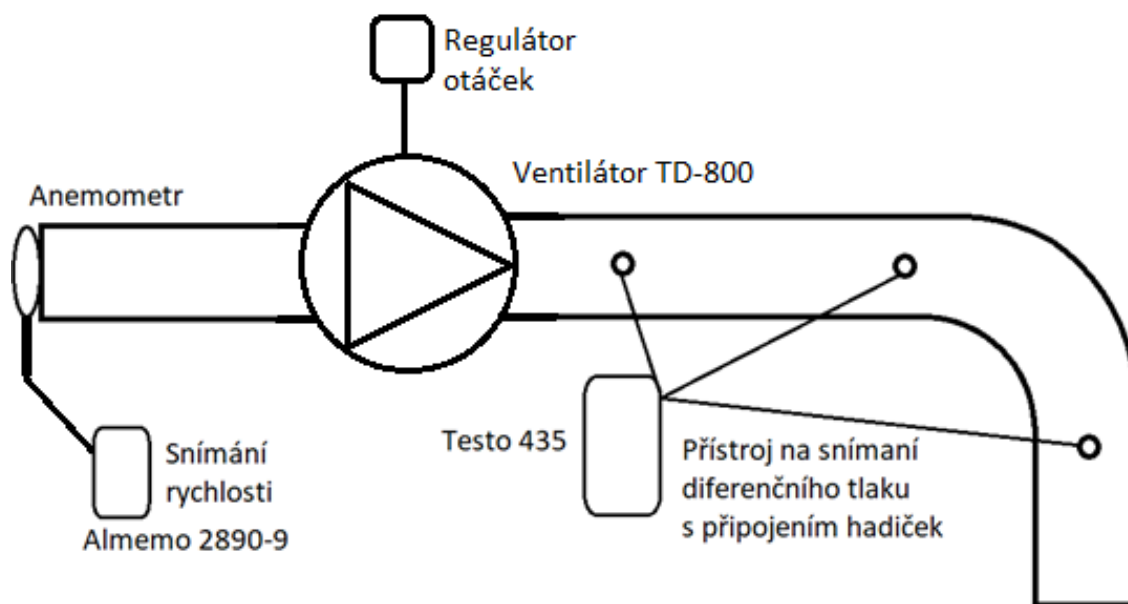 Regulátor
otáček
Ventilátor TD-800
Anemometr
Snímání
rychlosti
Almemo 2890-9
Testo 435
Přístroj na snímaní
diferenčního tlaku
s připojením hadiček